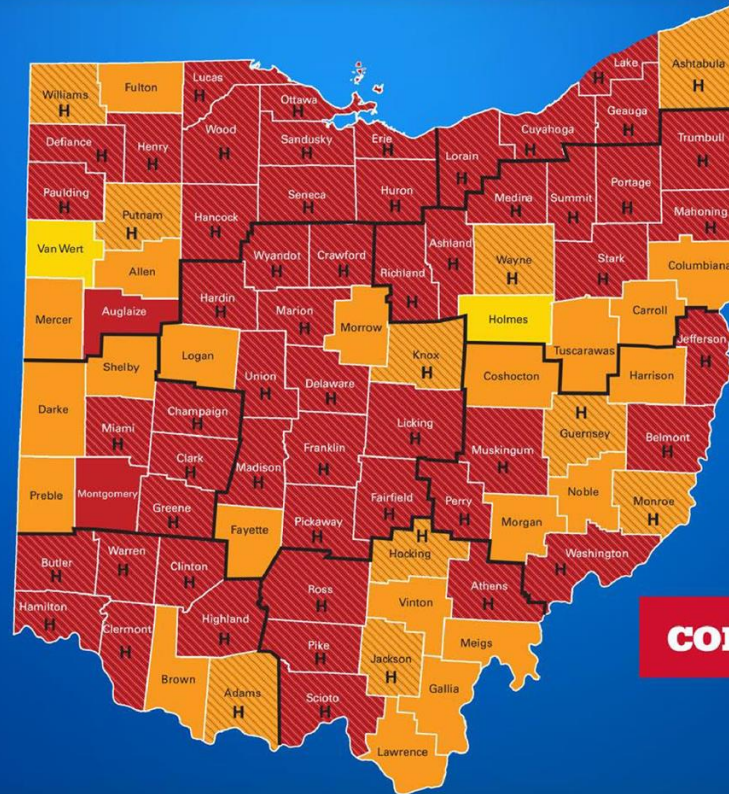 Williams
H
Fulton
Lucas
H
Ottawa
H
Lake
H
Ashtabula
H
Defiance
H
Henry
H
Wood
H
Sandusky
H
Erie
H
Lorain
H
Cuyahoga
H
Geauga
H
Trumbull
H
Paulding
H
Putnam
H
Hancock
H
Seneca
H
Huron
H
Medina
H
Summit
H
Portage
H
Mahoning
H
Van Wert
Allen
Wyandot
H
Crawford
H
Richland
H
Ashland
H
Wayne
H
Stark
H
Columbiana
Mercer
Auglaize
Hardin
H
Marion
H
Morrow
Knox
H
Holmes
Tuscarawas
Carroll
Jefferson
H
Shelby
Logan
Union
H
Delaware
H
Coshocton
Harrison
Darke
Miami
H
Champaign
H
Licking
H
Muskingum
H
H
Guernsey
Belmont
H
Clark
H
Madison
H
Franklin
H
Preble
Montgomery
Greene
H
Fayette
Pickaway
H
Fairfield
H
Perry
H
Morgan
Noble
Monroe
H
Butler
H
Warren
H
Clinton
H
H
Hocking
Washington
H
Hamilton
H
Clermont
H
Highland
H
Ross
H
Vinton
Athens
H
Meigs
Brown
Adams
H
Pike
H
Jackson
H
Gallia
Scioto
H
Lawrence